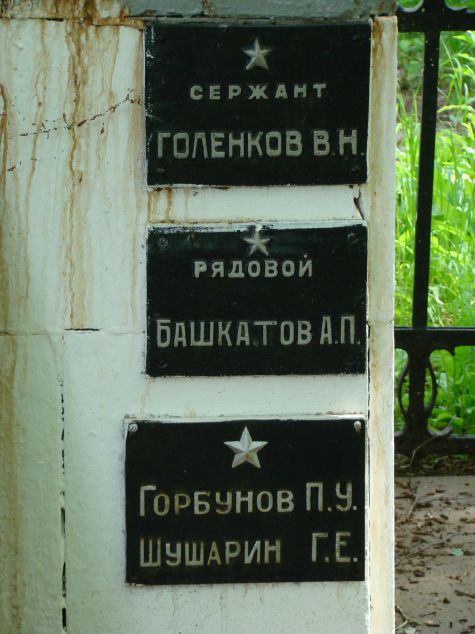 СЕРЖАНТ
ГОЛЕНКОВ В.Н.
РЯДОВОЙ
БАШКАТОВ А.П.
ГОРБУНОВ П.У.
ШУШАРИН Г.Е.